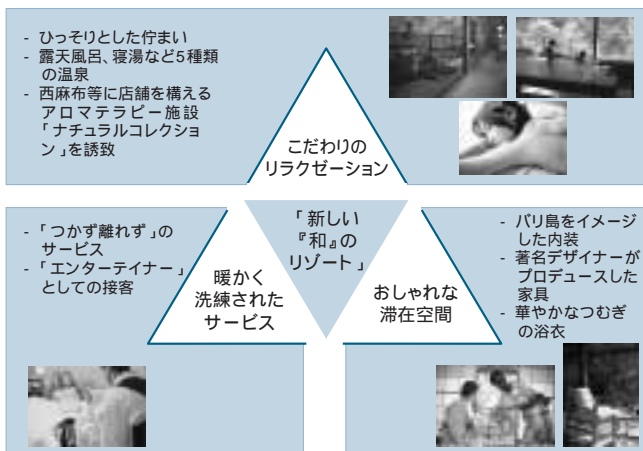 - ひっそりとした佇まい
- 露天風呂、寝湯など5種類
の温泉
- 西麻布等に店舗を構える
アロマテラピー施設
「ナチュラルコレクショ
ン」を誘致
こだわりの
リラクゼーション
「新しい
『和』の
リゾート」
- 「つかず離れず」の
サービス
- 「エンターテイナー」
としての接客
暖かく
洗練された
サービス
おしゃれな
滞在空間
- バリ島をイメージ
した内装
- 著名デザイナーが
プロデュースした
家具
- 華やかなつむぎ
の浴衣